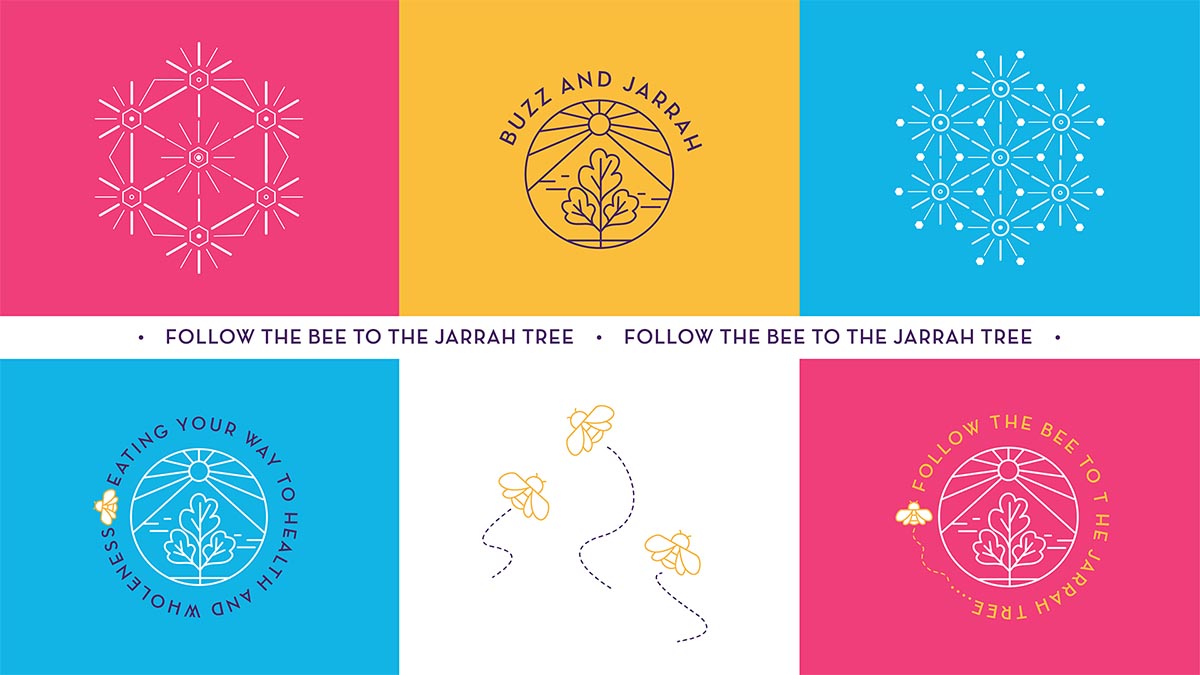 BUZZ AND JARRAH
• FOLLOW THE BEE TO THE JARRAH TREE • FOLLOW THE BEE TO THE JARRAH TREE •
EATING YOUR WAY TO HEALTH AND WHOLENESS
FOLLOW THE BEE TO T HE JARRAH TREE.....